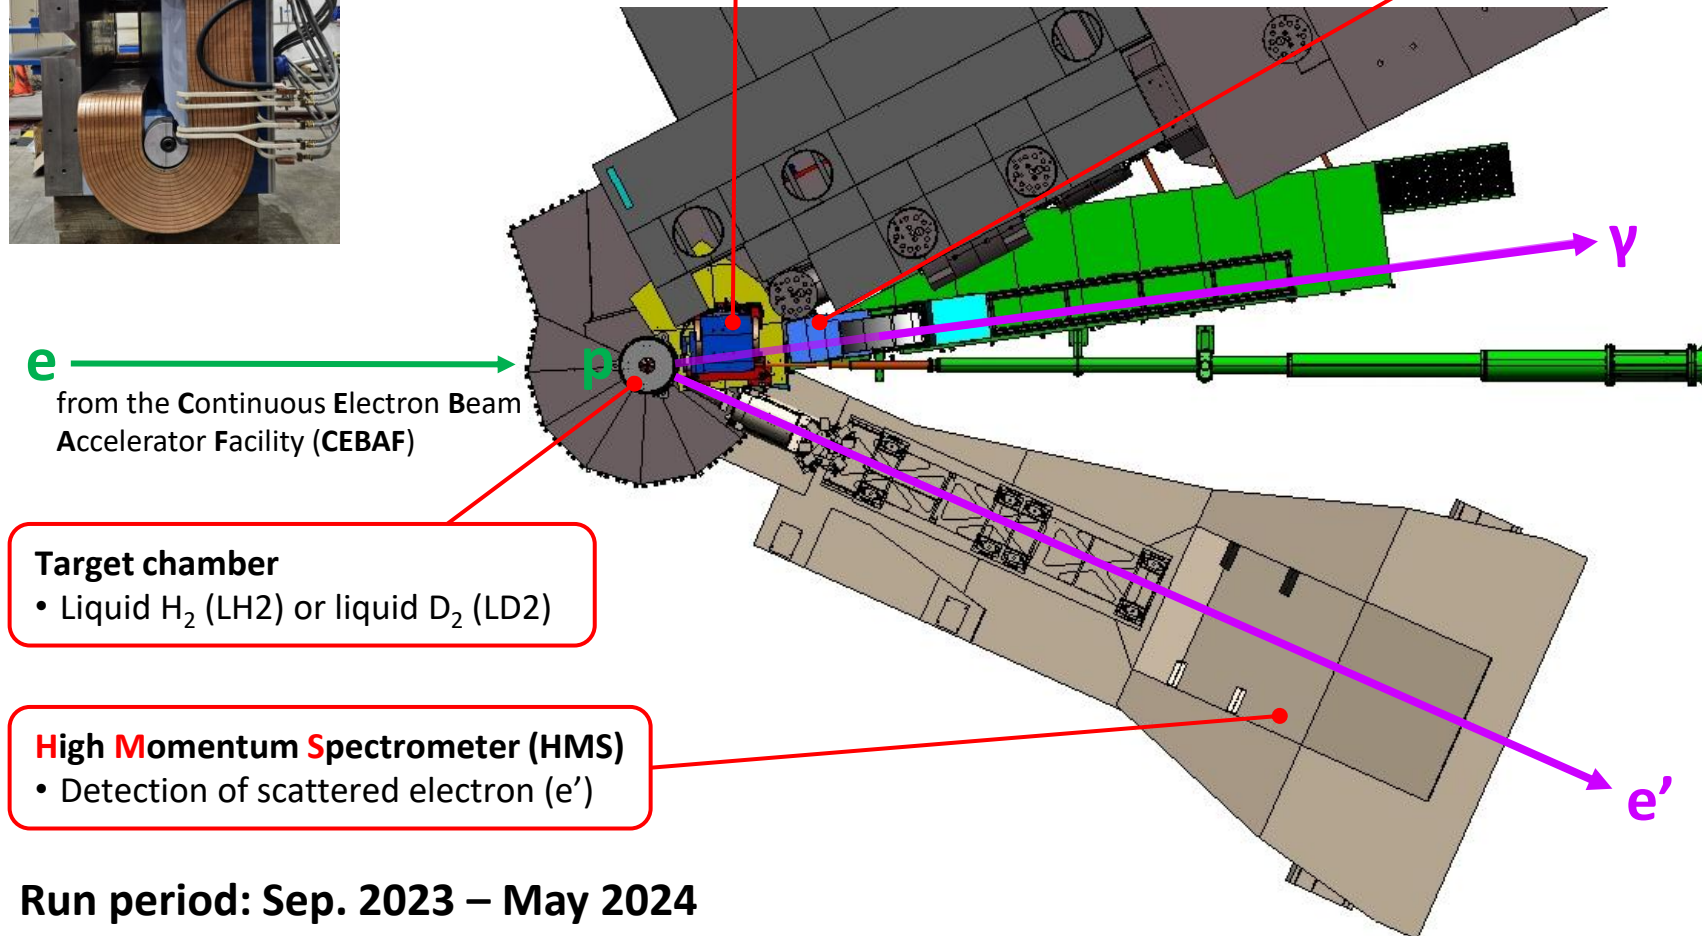 γ
e
p
from the Continuous Electron Beam
Accelerator Facility (CEBAF)
Target chamber
• Liquid H₂ (LH2) or liquid D₂ (LD2)
High Momentum Spectrometer (HMS)
• Detection of scattered electron (e’)
e’
Run period: Sep. 2023 – May 2024